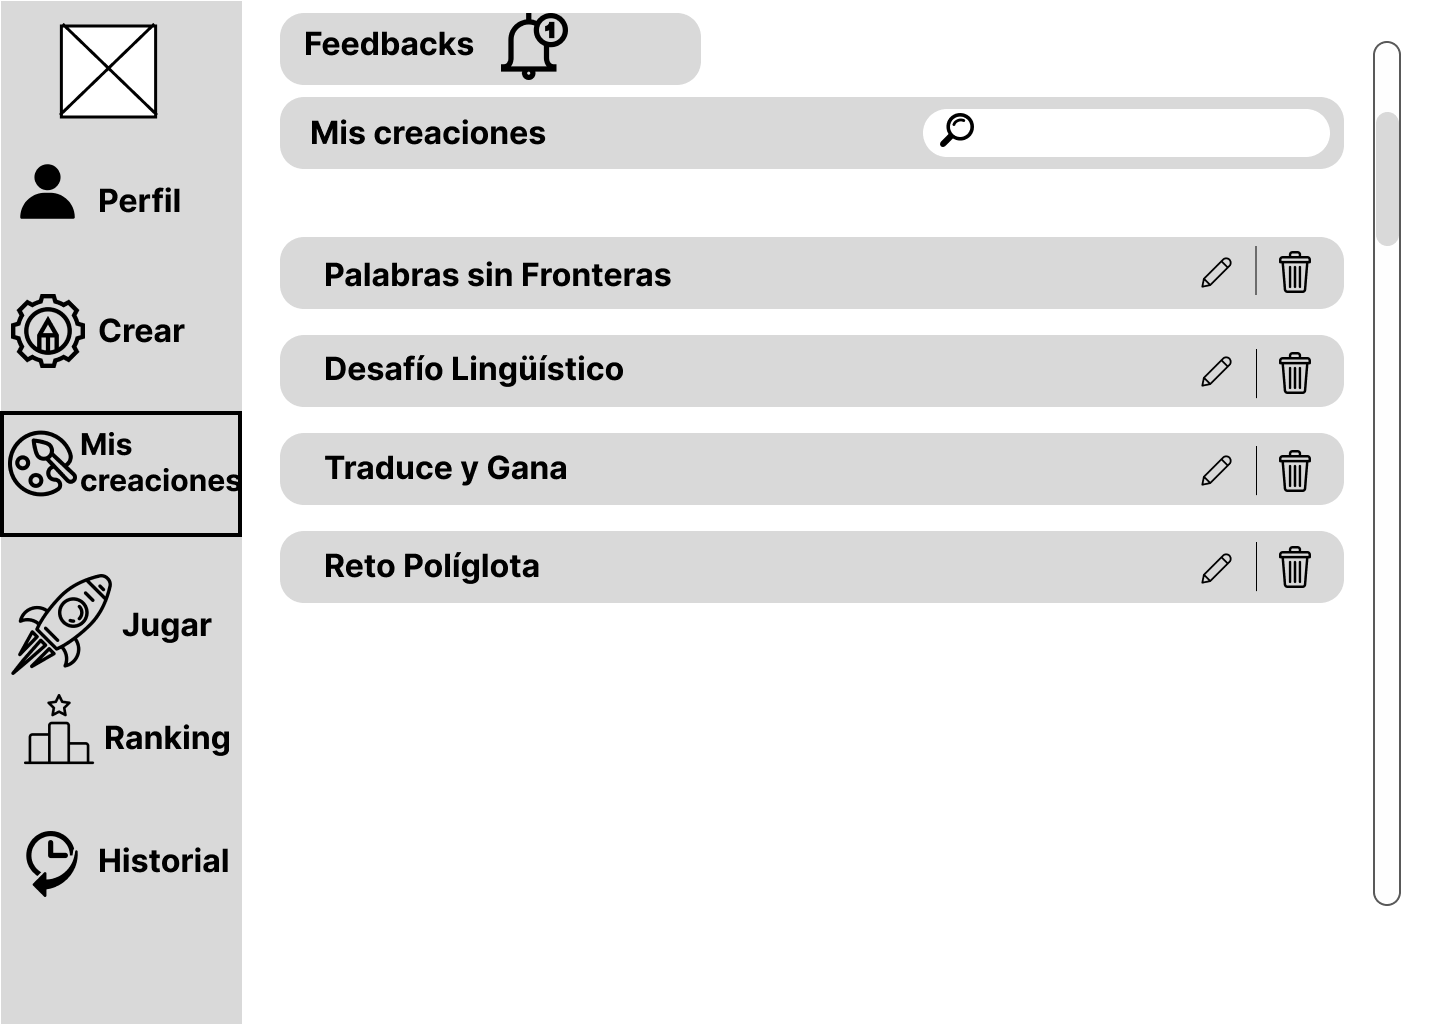 Feedbacks 1
Mis creaciones
Perfil
Crear
Mis
creaciones
Jugar
Ranking
Historial
Palabras sin Fronteras
Desafío Lingüístico
Traduce y Gana
Reto Políglota